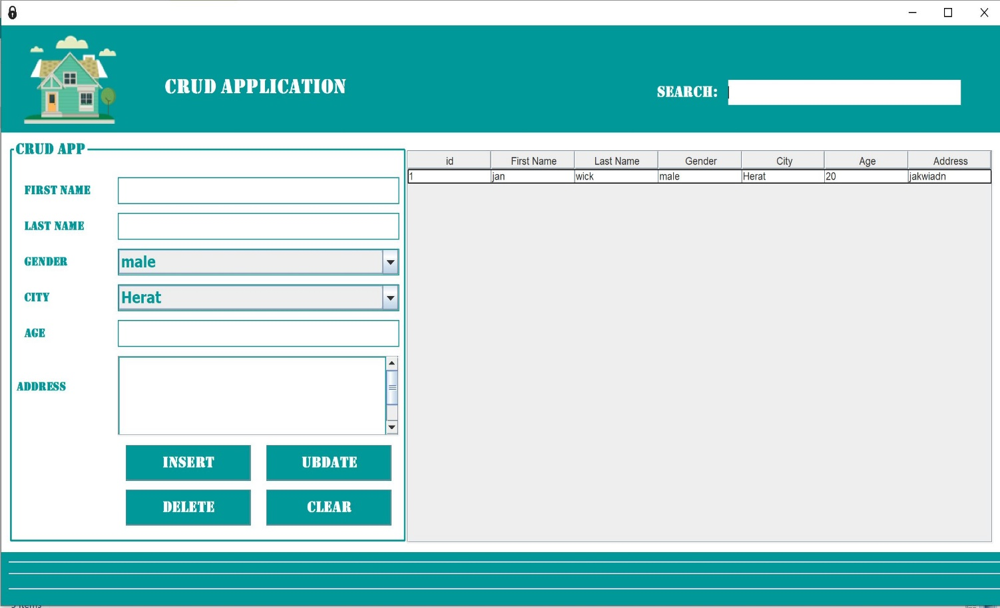 CRUD APPLICATION
SEARCH:
CRUD APP
FIRST NAME
LAST NAME
GENDER male
CITY Herat
AGE
ADDRESS
INSERT UBDATE
DELETE CLEAR
id First Name Last Name Gender City Age Address
1 jan wick male Herat 20 jakwiadn